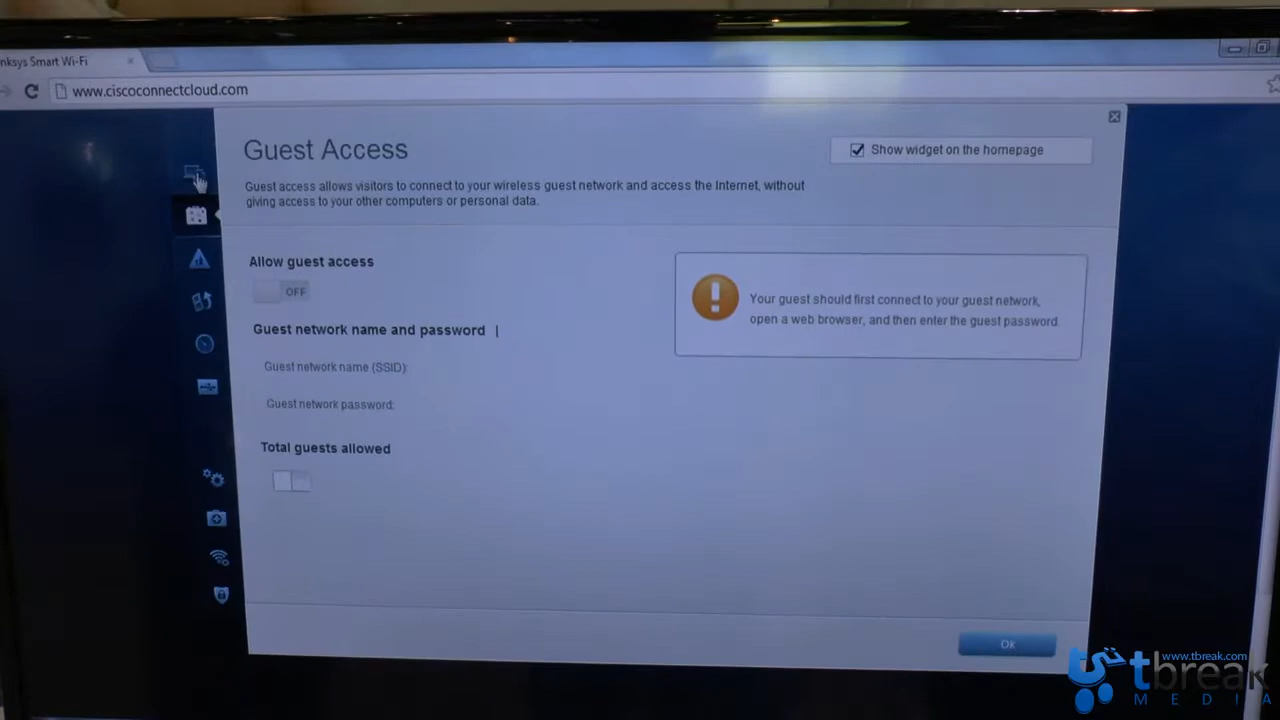 nksys Smart Wi-Fi
www.ciscoconnectcloud.com
Guest Access
Show widget on the homepage
Guest access allows visitors to connect to your wireless guest network and access the Internet, without
giving access to your other computers or personal data.
Allow guest access
OFF
Your guest should first connect to your guest network,
open a web browser, and then enter the guest password.
Guest network name and password |
Guest network name (SSID):
Guest network password:
Total guests allowed
Ok
www.tbreak.com
tbreak
MEDIA